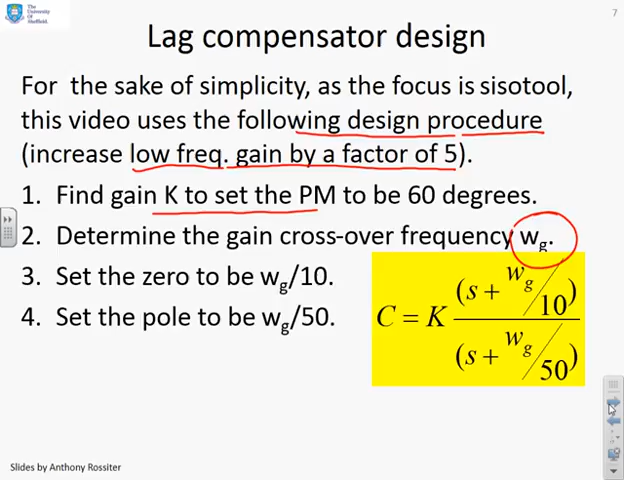 The
University
Of
Sheffield.
7
Lag compensator design
For the sake of simplicity, as the focus is sisotool,
this video uses the following design procedure
(increase low freq. gain by a factor of 5).
1. Find gain K to set the PM to be 60 degrees.
2. Determine the gain cross-over frequency wg.
3. Set the zero to be wg/10.
4. Set the pole to be wg/50.
C = K (s + wg/10) / (s + wg/50)
Slides by Anthony Rossiter